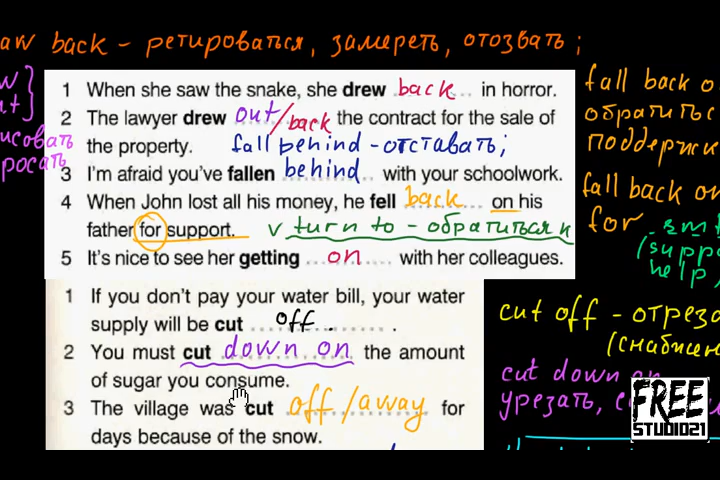 back - ретироваться, замереть, отозвать;
1 When she saw the snake, she drew back in horror.
2 The lawyer drew out/back the contract for the sale of
the property. fall behind - отставать;
3 I'm afraid you've fallen behind with your schoolwork.
4 When John lost all his money, he fell back on his
father for support. v turn to - обратиться к
5 It's nice to see her getting on with her colleagues.
fall back
обратить
поддержк
fall back on
for smt
(supp
help
1 If you don't pay your water bill, your water
supply will be cut off.
2 You must cut down on the amount
of sugar you consume.
3 The village was cut off/away for
days because of the snow.
cut off - отреза
(снабжен
cut down on
урезать,
FREE
STUDIO21